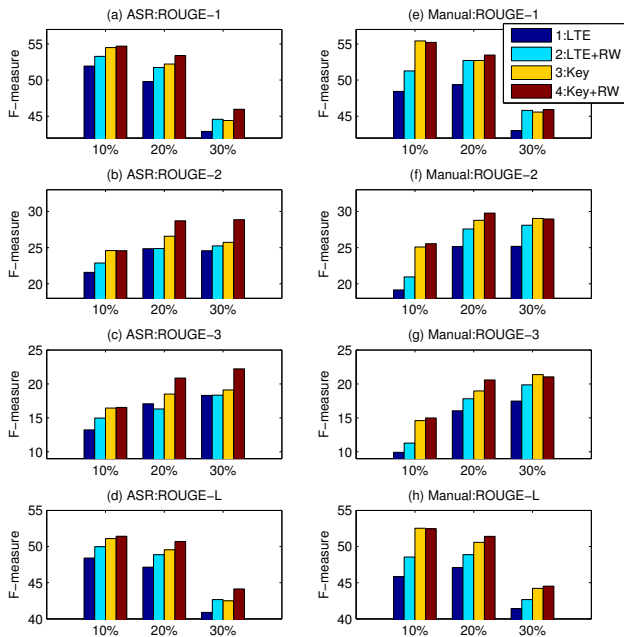 (a) ASR:ROUGE-1
F-measure
55
50
45
10%
20%
30%
(e) Manual:ROUGE-1
F-measure
55
50
45
10%
20%
30%
1:LTE
2:LTE+RW
3:Key
4:Key+RW
(b) ASR:ROUGE-2
F-measure
30
25
20
10%
20%
30%
(f) Manual:ROUGE-2
F-measure
30
25
20
10%
20%
30%
(c) ASR:ROUGE-3
F-measure
25
20
15
10
10%
20%
30%
(g) Manual:ROUGE-3
F-measure
25
20
15
10
10%
20%
30%
(d) ASR:ROUGE-L
F-measure
55
50
45
40
10%
20%
30%
(h) Manual:ROUGE-L
F-measure
55
50
45
40
10%
20%
30%